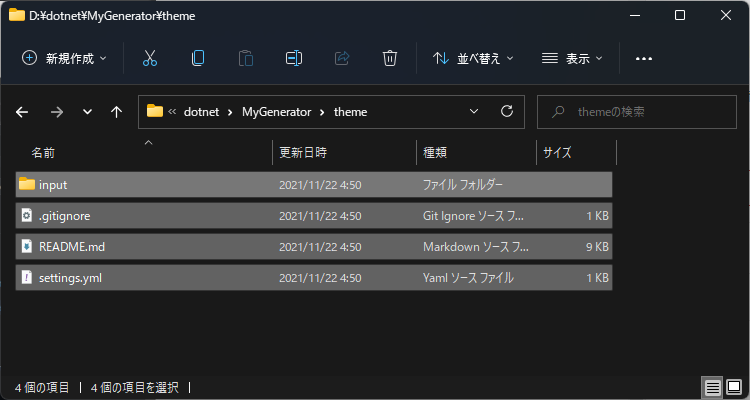 D:¥dotnet¥MyGenerator¥theme
新規作成 並べ替え 表示
dotnet MyGenerator theme themeの検索
名前 更新日時 種類 サイズ
input 2021/11/22 4:50 ファイル フォルダー
.gitignore 2021/11/22 4:50 Git Ignore ソース フ... 1 KB
README.md 2021/11/22 4:50 Markdown ソース フ... 9 KB
settings.yml 2021/11/22 4:50 Yaml ソース ファイル 1 KB
4 個の項目 4 個の項目を選択